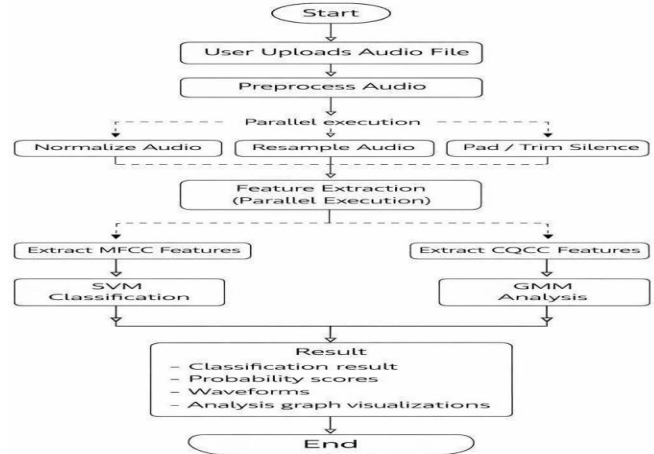 Start
User Uploads Audio File
Preprocess Audio
Parallel execution
Normalize Audio
Resample Audio
Pad / Trim Silence
Feature Extraction
(Parallel Execution)
Extract MFCC Features
Extract CQCC Features
SVM
Classification
GMM
Analysis
Result
- Classification result
- Probability scores
- Waveforms
- Analysis graph visualizations
End